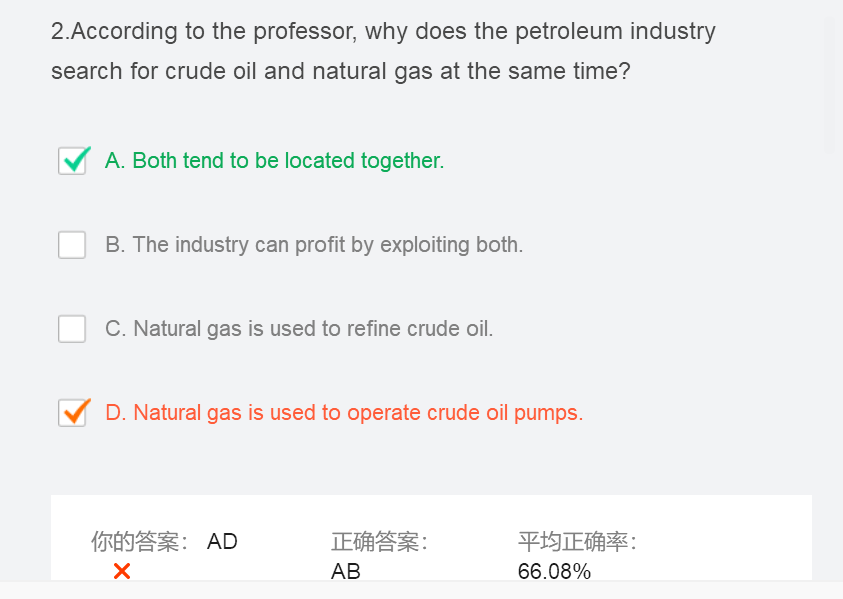 2.According to the professor, why does the petroleum industry
search for crude oil and natural gas at the same time?
A. Both tend to be located together.
B. The industry can profit by exploiting both.
C. Natural gas is used to refine crude oil.
D. Natural gas is used to operate crude oil pumps.
你的答案： AD 正确答案： 平均正确率：
AB 66.08%